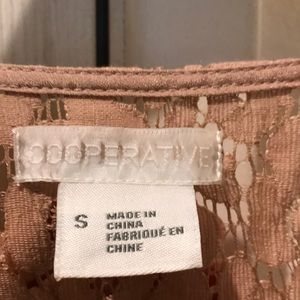 COOPERATIVE
S
MADE IN
CHINA
FABRIQUÉ EN
CHINE